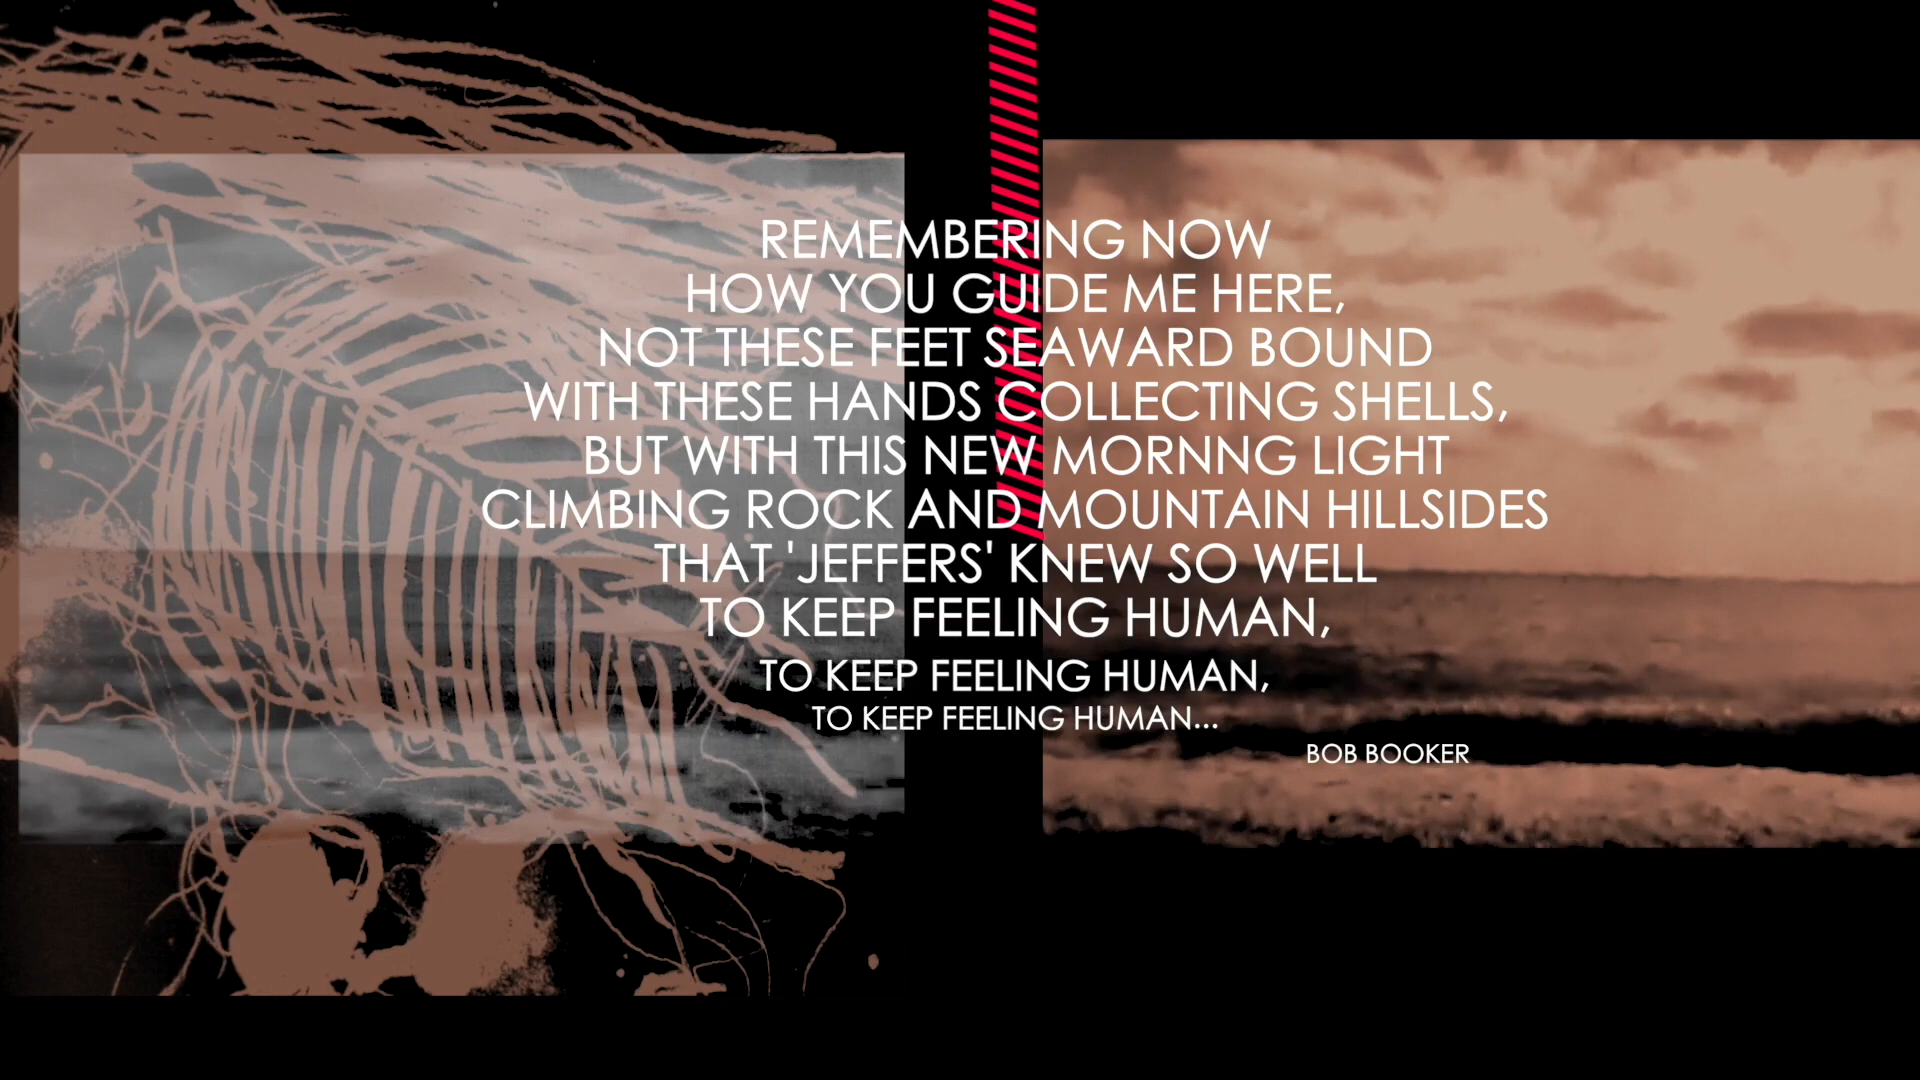 REMEMBERING NOW
HOW YOU GUIDE ME HERE,
NOT THESE FEET SEAWARD BOUND
WITH THESE HANDS COLLECTING SHELLS,
BUT WITH THIS NEW MORNNG LIGHT
CLIMBING ROCK AND MOUNTAIN HILLSIDES
THAT 'JEFFERS' KNEW SO WELL
TO KEEP FEELING HUMAN,
TO KEEP FEELING HUMAN,
TO KEEP FEELING HUMAN...
BOB BOOKER